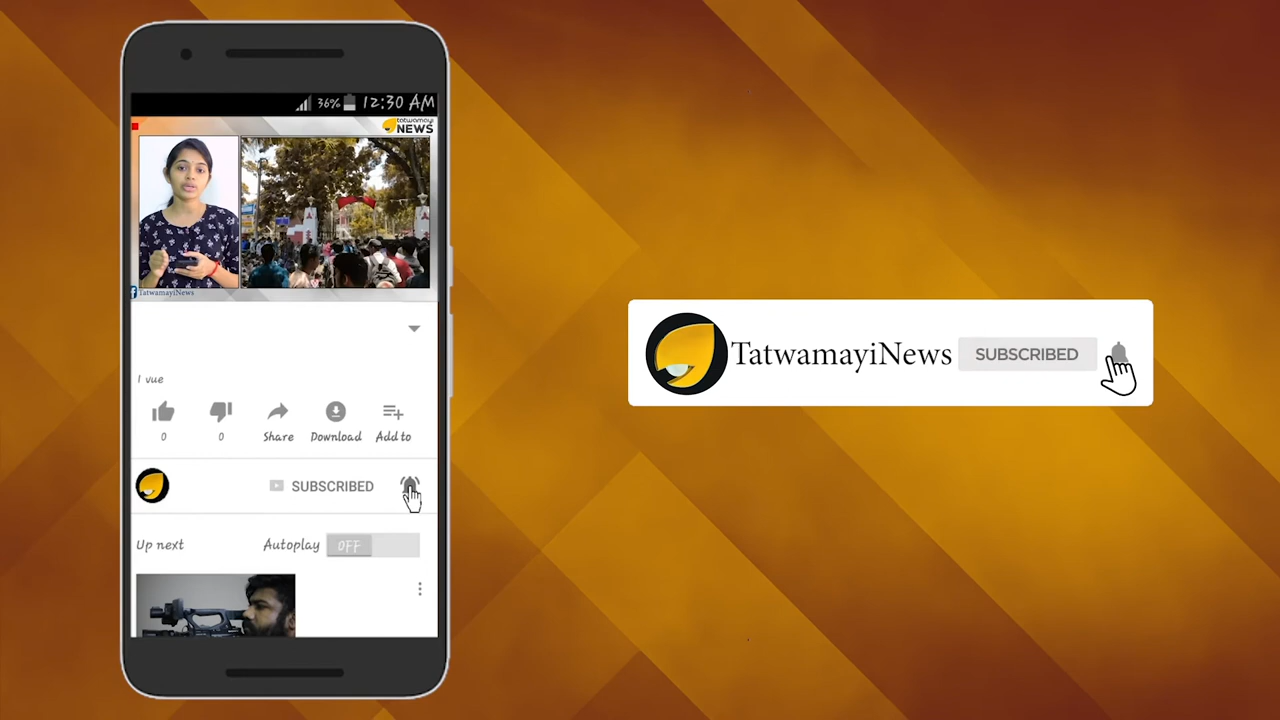 36% 12:30 AM
tatwamayi
NEWS
TatwamayiNews
1 vue
0 0 Share Download Add to
SUBSCRIBED
Up next Autoplay OFF
TatwamayiNews SUBSCRIBED